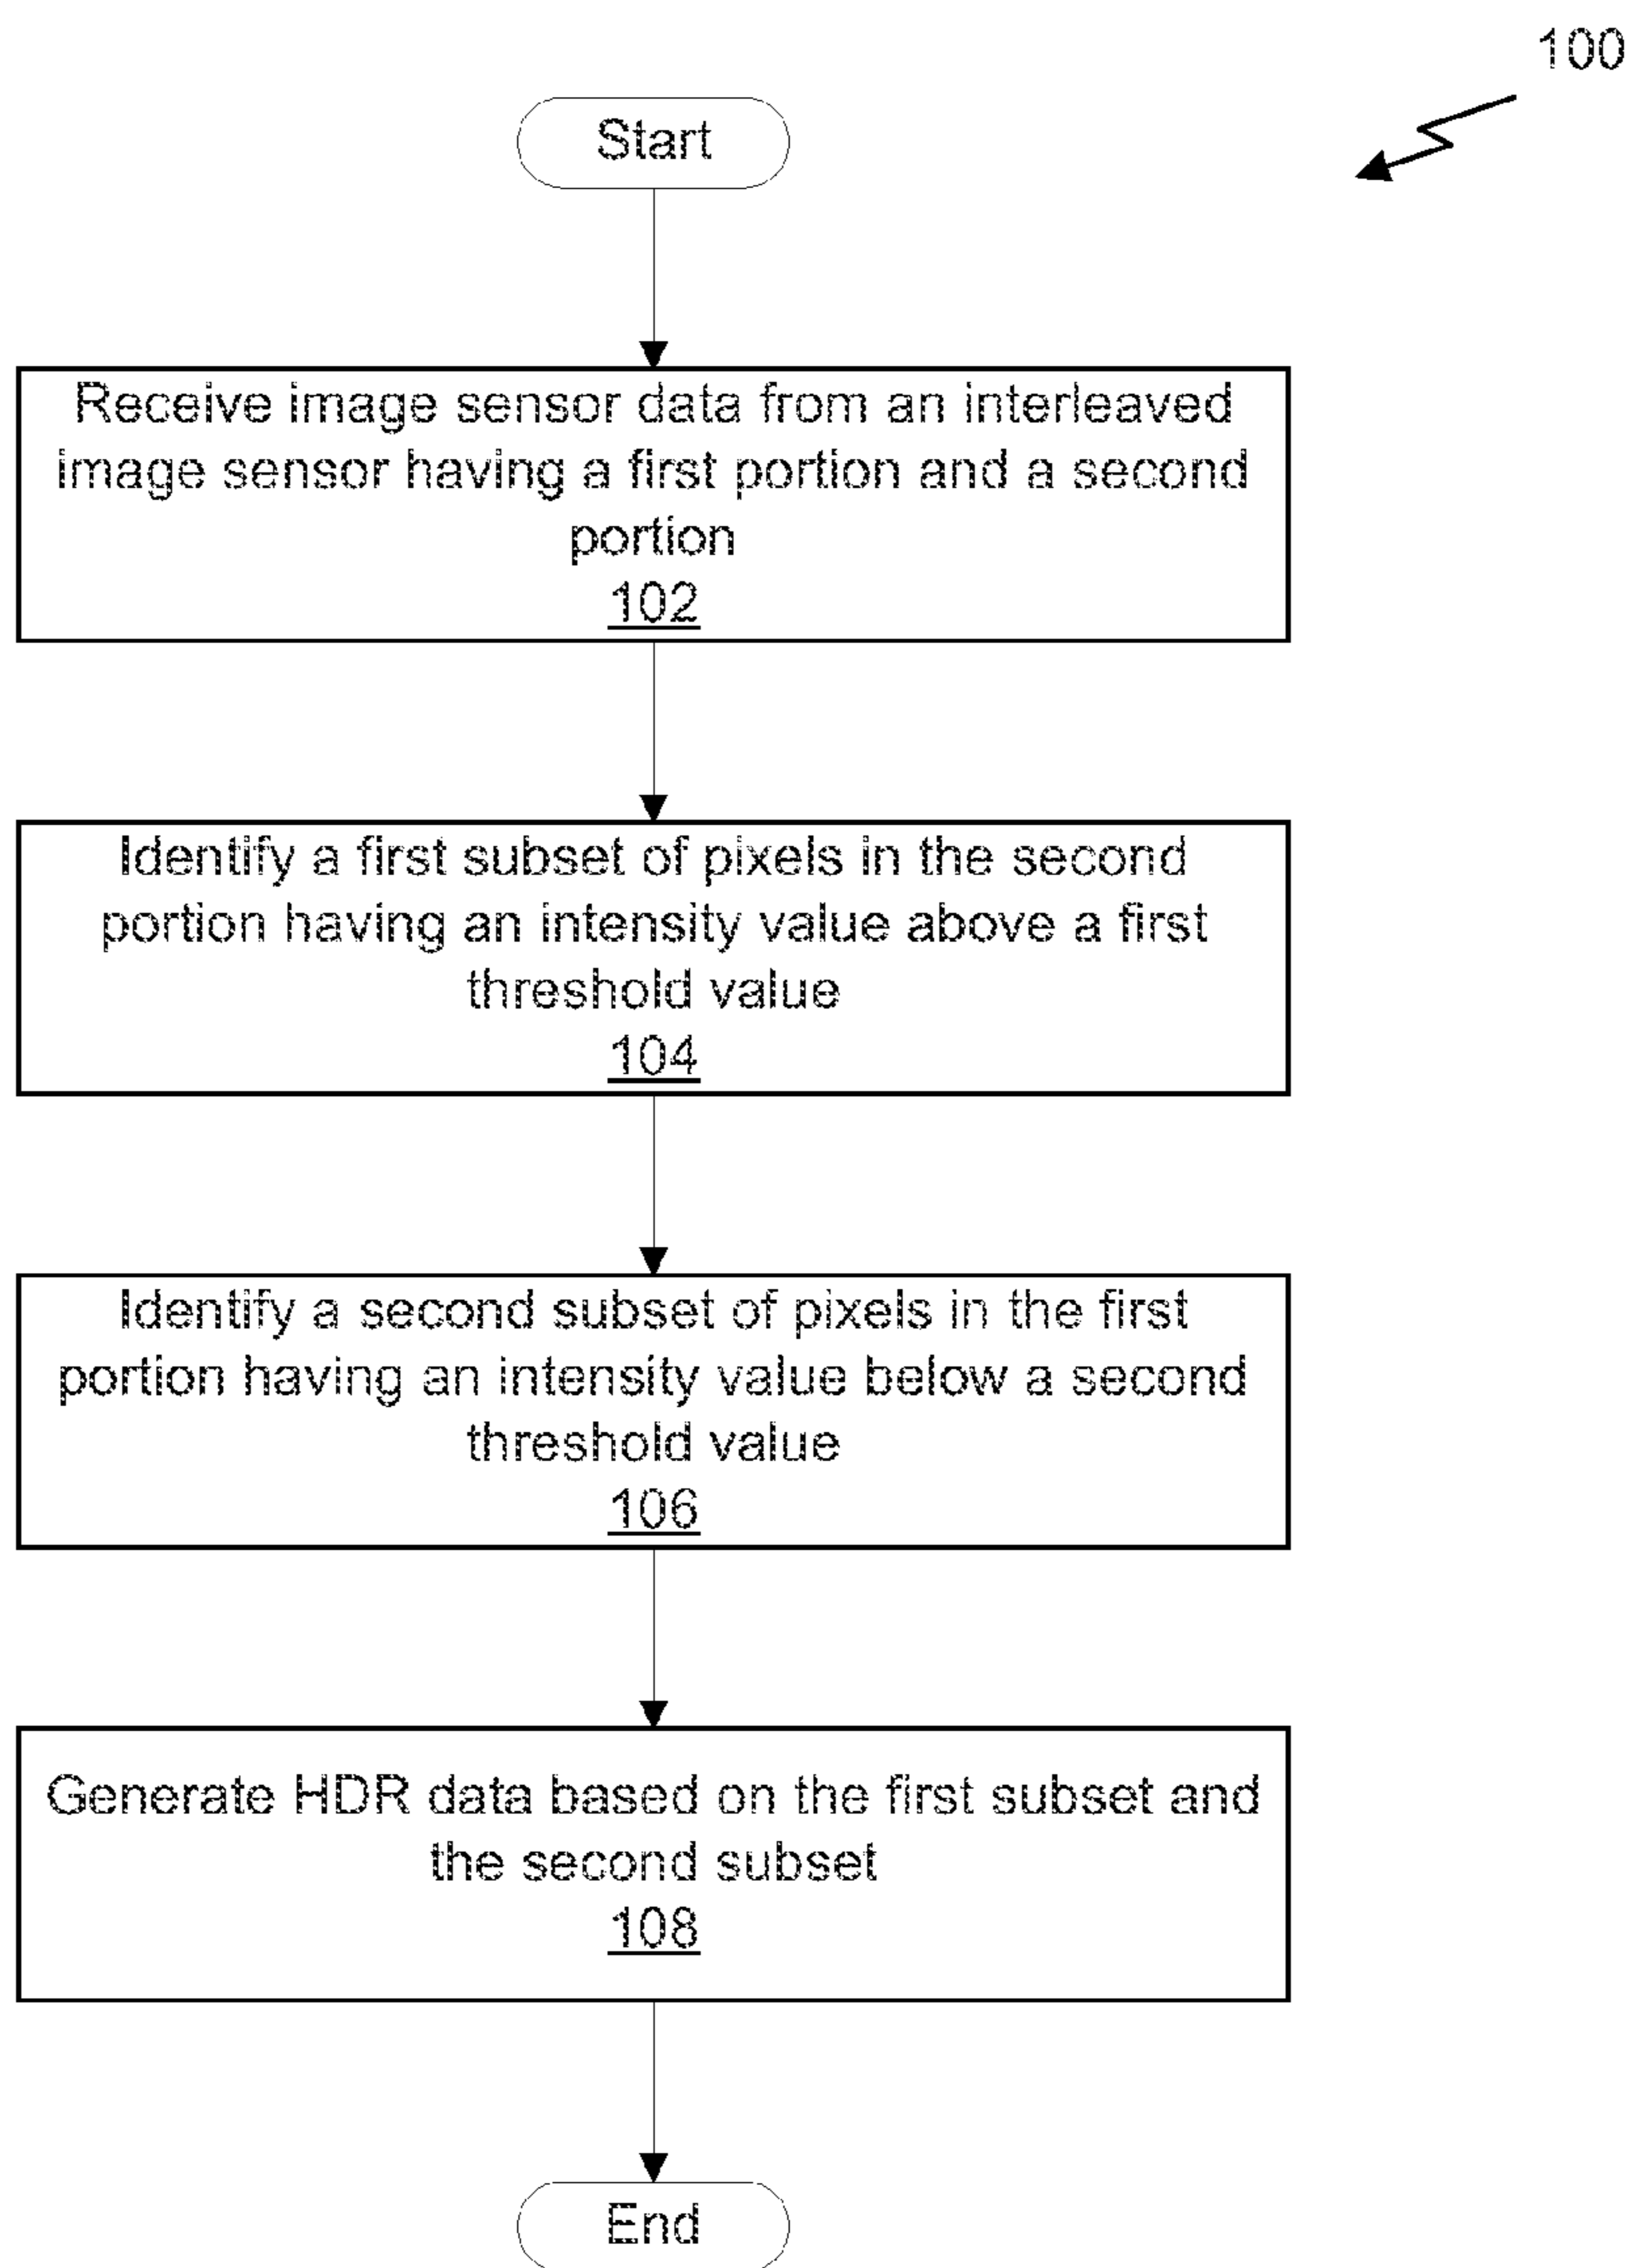 100
Start
Receive image sensor data from an interleaved
image sensor having a first portion and a second
portion
102
Identify a first subset of pixels in the second
portion having an intensity value above a first
threshold value
104
Identify a second subset of pixels in the first
portion having an intensity value below a second
threshold value
106
Generate HDR data based on the first subset and
the second subset
108
End